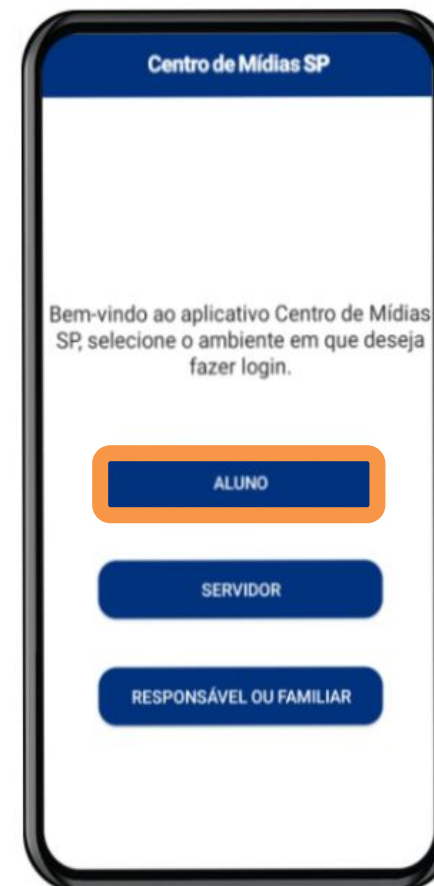 Centro de Mídias SP
Bem-vindo ao aplicativo Centro de Mídias
SP, selecione o ambiente em que deseja
fazer login.
ALUNO
SERVIDOR
RESPONSÁVEL OU FAMILIAR